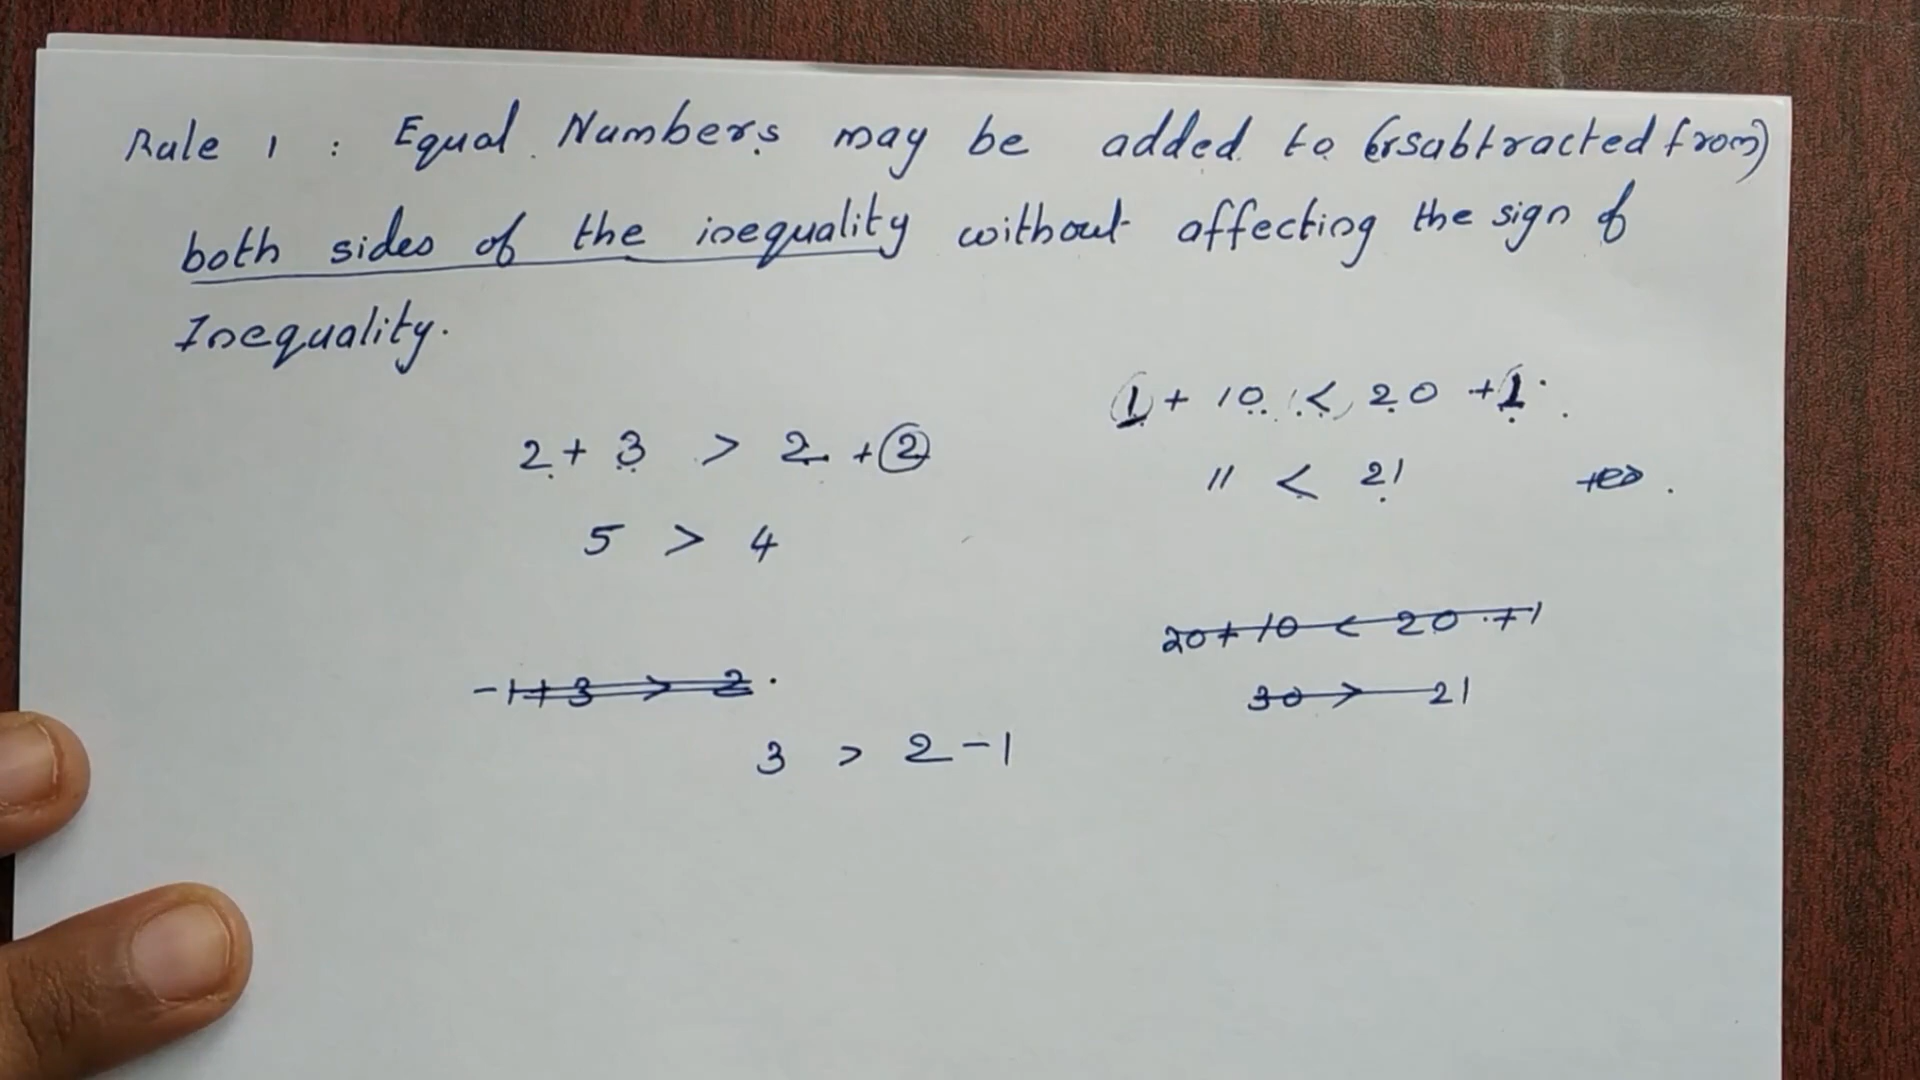 Rule 1 : Equal Numbers may be added to (or subtracted from)
both sides of the inequality without affecting the sign of
Inequality.
1 + 10 < 20 + 1
2 + 3 > 2 + 2
11 < 21
5 > 4
20 + 10 < 20 + 1
-1 + 3 > 2
30 > 21
3 > 2 - 1